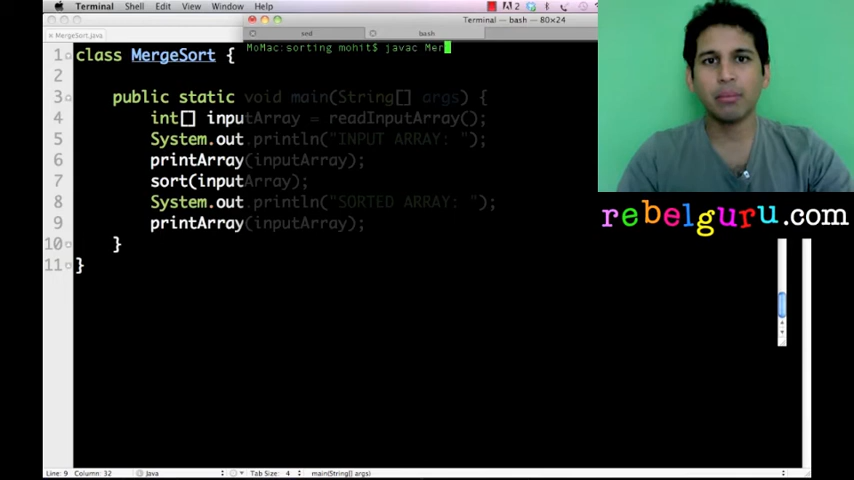 Terminal Shell Edit View Window Help
2
Terminal — bash — 80×24
snd
bash
MergeSort.java
MoMac:sorting mohit$ javac Mer
1 class MergeSort {
2
3 public static void main(String[] args) {
4 int[] inputArray = readInputArray();
5 System.out.println("INPUT ARRAY: ");
6 printArray(inputArray);
7 sort(inputArray);
8 System.out.println("SORTED ARRAY: ");
9 printArray(inputArray);
10 }
11 }
rebelguru.com
Line: 9 Column: 32 Java Tab Size: 4 main(String[] args)